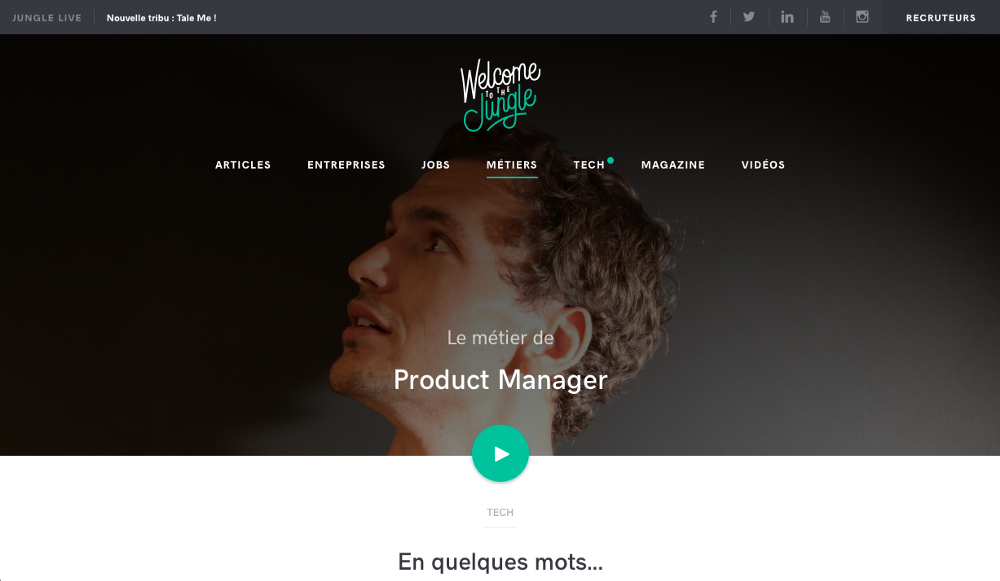 JUNGLE LIVE
Nouvelle tribu : Tale Me !
RECRUTEURS
Welcome
TO THE
Jungle
ARTICLES ENTREPRISES JOBS MÉTIERS TECH MAGAZINE VIDÉOS
Le métier de
Product Manager
TECH
En quelques mots...